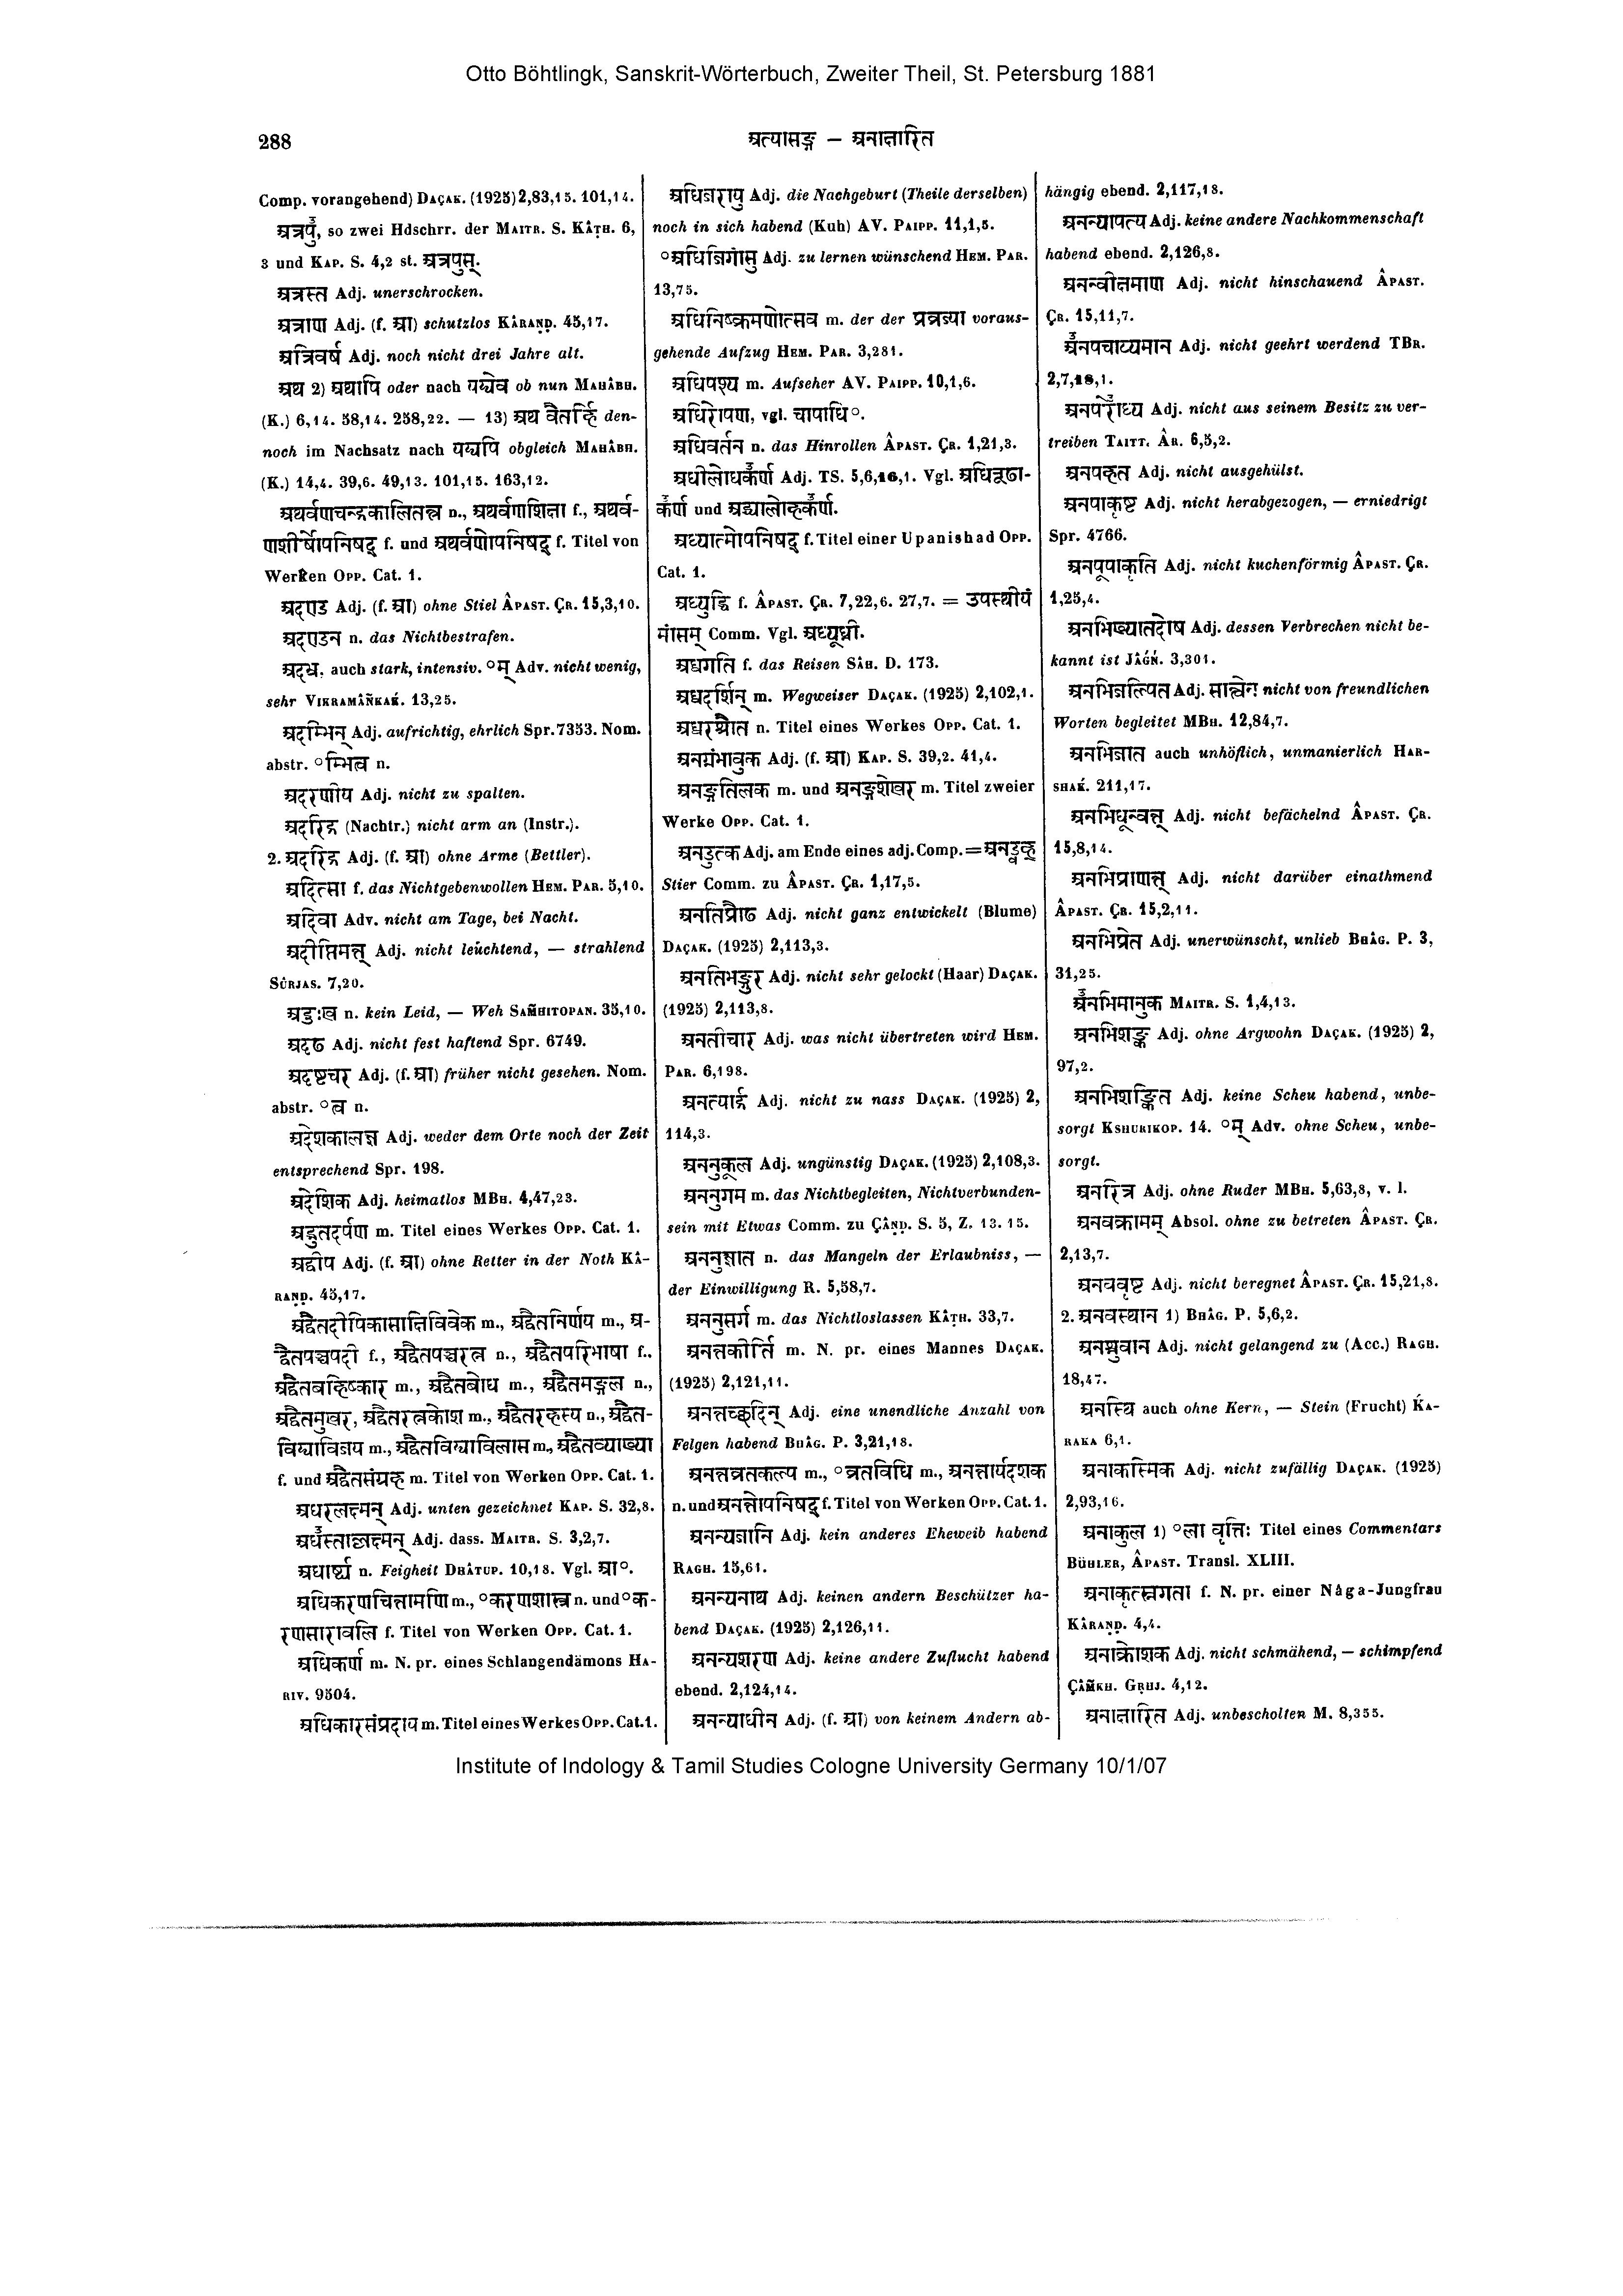 Otto Böhtlingk, Sanskrit-Wörterbuch, Zweiter Theil, St. Petersburg 1881
288
अत्यासङ्ग — अनाक्षारित
Comp. vorangehend) Daçak. (1925) 2,83,15. 101,14.
अत्रपुँ, so zwei Hdschrr. der Maitr. S. Kâṭh. 6,
3 und Kap. S. 4,2 st. अत्रपुस्.
अत्रस्त Adj. unerschrocken.
अत्राण Adj. (f. आ) schutzlos Kâraṇḍ. 45,17.
अत्रिवर्ष Adj. noch nicht drei Jahre alt.
अथ 2) अथापि oder nach यद्येव ob nun Mahâbh.
(K.) 6,14. 58,14. 258,22. — 13) अथ चैतर्हि den-
noch im Nachsatz nach यद्यपि obgleich Mahâbh.
(K.) 14,4. 39,6. 49,13. 101,15. 163,12.
अथर्वणचन्द्रकालितत्त्व n., अथर्वणशिक्षा f., अथर्व-
णशीर्षोपनिषद् f. und अथर्वणोपनिषद् f. Titel von
Werken Opp. Cat. 1.
अदण्ड Adj. (f. आ) ohne Stiel Âpast. Çr. 15,3,10.
अदण्डन n. das Nichtbestrafen.
अदभ्र, auch stark, intensiv. °म् Adv. nicht wenig,
sehr Vikramâṅkaḱ. 13,25.
अदम्भिन् Adj. aufrichtig, ehrlich Spr. 7353. Nom.
abstr. °म्भित्व n.
अदरणीय Adj. nicht zu spalten.
अदरिद्र (Nachtr.) nicht arm an (Instr.).
2. अदरिद्र Adj. (f. आ) ohne Arme (Bettler).
अदित्सा f. das Nichtgebenwollen Hem. Par. 5,10.
अदिवा Adv. nicht am Tage, bei Nacht.
अदीप्तिमत्त् Adj. nicht leuchtend, — strahlend
Sûrjas. 7,20.
अदुःख n. kein Leid, — Weh Saṃhitopan. 35,10.
अदृढ Adj. nicht fest haftend Spr. 6749.
अदृष्टचर Adj. (f. आ) früher nicht gesehen. Nom.
abstr. °त्व n.
अदेशकालज्ञ Adj. weder dem Orte noch der Zeit
entsprechend Spr. 198.
अदेशिक Adj. heimatlos MBh. 4,47,23.
अद्भुतदर्पण m. Titel eines Werkes Opp. Cat. 1.
अद्वीप Adj. (f. आ) ohne Retter in der Noth Kâ-
raṇḍ. 45,17.
अद्वैतदीपिकासाक्षिविवेक m., अद्वैतनिर्णय m., अ-
द्वैतपञ्चपदी f., अद्वैतपञ्चरत्न n., अद्वैतपरिभाषा f.,
अद्वैतबहिष्कार m., अद्वैतबोध m., अद्वैतमङ्गल n.,
अद्वैतमुखर, अद्वैतरत्नकोश m., अद्वैतरहस्य n., अद्वैत-
विद्याविजय m., अद्वैतविद्याविलास m., अद्वैतव्याख्या
f. und अद्वैतसंग्रह m. Titel von Werken Opp. Cat. 1.
अधरलक्ष्मन् Adj. unten gezeichnet Kap. S. 32,8.
अधँस्ताल्लक्ष्मन् Adj. dass. Maitr. S. 3,2,7.
अधार्ष्ट्य n. Feigheit Dhâtup. 10,18. Vgl. आ°.
अधिकरणचिन्तामणि m., °करणशास्त्र n. und °क-
रणसारावलि f. Titel von Werken Opp. Cat. 1.
अधिकर्ण m. N. pr. eines Schlangendämons Ha-
riv. 9504.
अधिकारसंप्रदाय m. Titel eines Werkes Opp. Cat. 1.
अधिजरायु Adj. die Nachgeburt (Theile derselben)
noch in sich habend (Kuh) AV. Paipp. 11,1,5.
°अधिजिगांसु Adj. zu lernen wünschend Hem. Par.
13,75.
अधिनिष्क्रमणोत्सव m. der der प्रव्रज्या voraus-
gehende Aufzug Hem. Par. 3,281.
अधिपश्य m. Aufseher AV. Paipp. 10,1,6.
अधिरोपण, vgl. चापाधि°.
अधिवर्तन n. das Hinrollen Âpast. Çr. 1,21,3.
अधीलोधकँर्ण Adj. TS. 5,6,16,1. Vgl. अधिद्रूढा-
कँर्ण und अद्यालोहकँर्ण.
अध्यात्मोपनिषद् f. Titel einer Upanishad Opp.
Cat. 1.
अध्युद्धि f. Âpast. Çr. 7,22,6. 27,7. = उपस्थीयं
मांसम् Comm. Vgl. अध्यूध्नी.
अध्वगति f. das Reisen Sâh. D. 173.
अध्वदर्शिन् m. Wegweiser Daçak. (1925) 2,102,1.
अध्वरश्रौत n. Titel eines Werkes Opp. Cat. 1.
अनग्नंभावुक Adj. (f. आ) Kap. S. 39,2. 41,4.
अनङ्गतिलक m. und अनङ्गशेखर m. Titel zweier
Werke Opp. Cat. 1.
अनडुत्क Adj. am Ende eines adj. Comp. = अनडुह्
Stier Comm. zu Âpast. Çr. 1,17,5.
अनतिप्रौढ Adj. nicht ganz entwickelt (Blume)
Daçak. (1925) 2,113,3.
अनतिभङ्गुर Adj. nicht sehr gelockt (Haar) Daçak.
(1925) 2,113,8.
अनतीचार Adj. was nicht übertreten wird Hem.
Par. 6,198.
अनत्यार्द्र Adj. nicht zu nass Daçak. (1925) 2,
114,3.
अननुकूल Adj. ungünstig Daçak. (1925) 2,108,3.
अननुगम m. das Nichtbegleiten, Nichtverbunden-
sein mit Etwas Comm. zu Çâṇḍ. S. 5, Z. 13. 15.
अननुज्ञात n. das Mangeln der Erlaubniss, —
der Einwilligung R. 5,58,7.
अननुसर्ग m. das Nichtloslassen Kâṭh. 33,7.
अनन्तकीर्ति m. N. pr. eines Mannes Daçak.
(1925) 2,121,11.
अनन्तच्छदिन् Adj. eine unendliche Anzahl von
Felgen habend Bhâg. P. 3,21,18.
अनन्तव्रतकल्प m., °व्रतविधि m., अनन्तार्यदशक
n. und अनन्तोपनिषद् f. Titel von Werken Opp. Cat. 1.
अनन्यजानि Adj. kein anderes Eheweib habend
Ragh. 15,61.
अनन्यनाथ Adj. keinen andern Beschützer ha-
bend Daçak. (1925) 2,126,11.
अनन्यशरण Adj. keine andere Zuflucht habend
ebend. 2,124,14.
अनन्याधीन Adj. (f. आ) von keinem Andern ab-
hängig ebend. 2,117,18.
अनन्यापत्य Adj. keine andere Nachkommenschaft
habend ebend. 2,126,8.
अनन्वीक्षमाण Adj. nicht hinschauend Âpast.
Çr. 15,11,7.
अँनपचाय्यमान Adj. nicht geehrt werdend TBr.
2,7,18,1.
अनपरोँध्य Adj. nicht aus seinem Besitz zu ver-
treiben Taitt. Âr. 6,5,2.
अनपहत Adj. nicht ausgehülst.
अनपाकृष्ट Adj. nicht herabgezogen, — erniedrigt
Spr. 4766.
अनपूपाकृति Adj. nicht kuchenförmig Âpast. Çr.
1,25,4.
अनभिख्यातदोष Adj. dessen Verbrechen nicht be-
kannt ist Jâǵń. 3,301.
अनभिजल्पित Adj. सान्त्वेन nicht von freundlichen
Worten begleitet MBh. 12,84,7.
अनभिजात auch unhöflich, unmanierlich Har-
shaḱ. 211,17.
अनभिधून्वत्त् Adj. nicht befächelnd Âpast. Çr.
15,8,14.
अनभिप्राणत्त् Adj. nicht darüber einathmend
Âpast. Çr. 15,2,11.
अनभिप्रेत Adj. unerwünscht, unlieb Bhâg. P. 3,
31,25.
अँनभिमानुक Maitr. S. 1,4,13.
अनभिशङ्क Adj. ohne Argwohn Daçak. (1925) 2,
97,2.
अनभिशङ्कित Adj. keine Scheu habend, unbe-
sorgt Kshurikop. 14. °म् Adv. ohne Scheu, unbe-
sorgt.
अनरित्र Adj. ohne Ruder MBh. 5,63,8, v. l.
अनवक्रामम् Absol. ohne zu betreten Âpast. Çr.
2,13,7.
अनववृष्ट Adj. nicht beregnet Âpast. Çr. 15,21,8.
2. अनवस्थान 1) Bhâg. P. 5,6,2.
अनश्नुवान Adj. nicht gelangend zu (Acc.) Ragh.
18,47.
अनस्थि auch ohne Kern, — Stein (Frucht) Ḱa-
raka 6,1.
अनाकस्मिक Adj. nicht zufällig Daçak. (1925)
2,93,16.
अनाकुल 1) °ला वृत्तिः Titel eines Commentars
Bühler, Âpast. Transl. XLIII.
अनाकृत्स्नगता f. N. pr. einer Nâga-Jungfrau
Kâraṇḍ. 4,4.
अनाक्रोशक Adj. nicht schmähend, — schimpfend
Çâṃkh. Gṛhj. 4,12.
अनाक्षारित Adj. unbescholten M. 8,355.
Institute of Indology & Tamil Studies Cologne University Germany 10/1/07